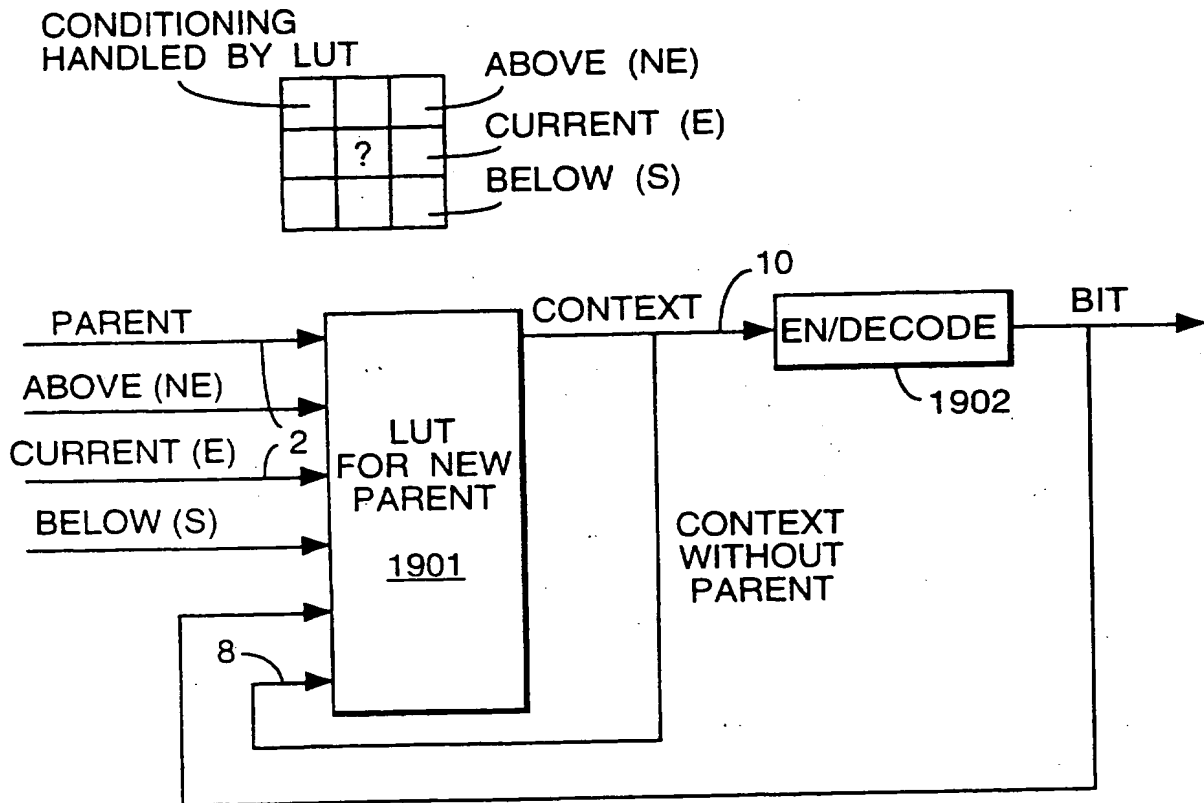 CONDITIONING
HANDLED BY LUT
ABOVE (NE)
CURRENT (E)
?
BELOW (S)
10
PARENT
CONTEXT
EN/DECODE
BIT
ABOVE (NE)
1902
2
CURRENT (E)
LUT
FOR NEW
PARENT
1901
BELOW (S)
CONTEXT
WITHOUT
PARENT
8